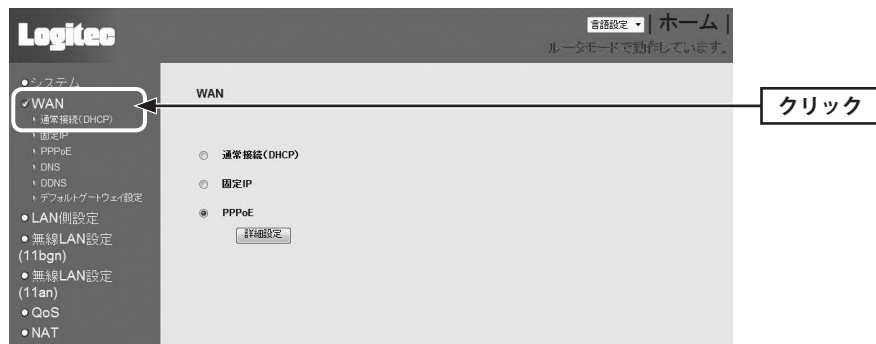 Logitec
言語設定
| ホーム |
ルータモードで動作しています。
●システム
WAN
通常接続(DHCP)
固定IP
PPPoE
DNS
DDNS
デフォルトゲートウェイ設定
●LAN側設定
●無線LAN設定
(11bgn)
●無線LAN設定
(11an)
●QoS
●NAT
WAN
通常接続(DHCP)
固定IP
PPPoE
詳細設定
クリック